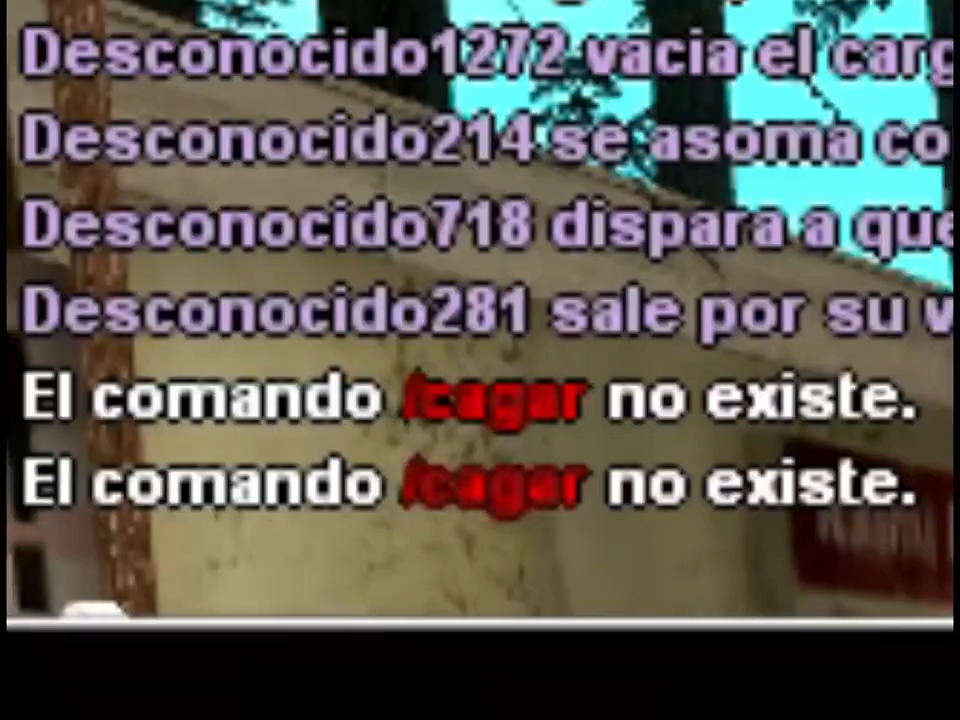 Desconocido1272 vacia el carg
Desconocido214 se asoma co
Desconocido718 dispara a que
Desconocido281 sale por su v
El comando /cagar no existe.
El comando /cagar no existe.